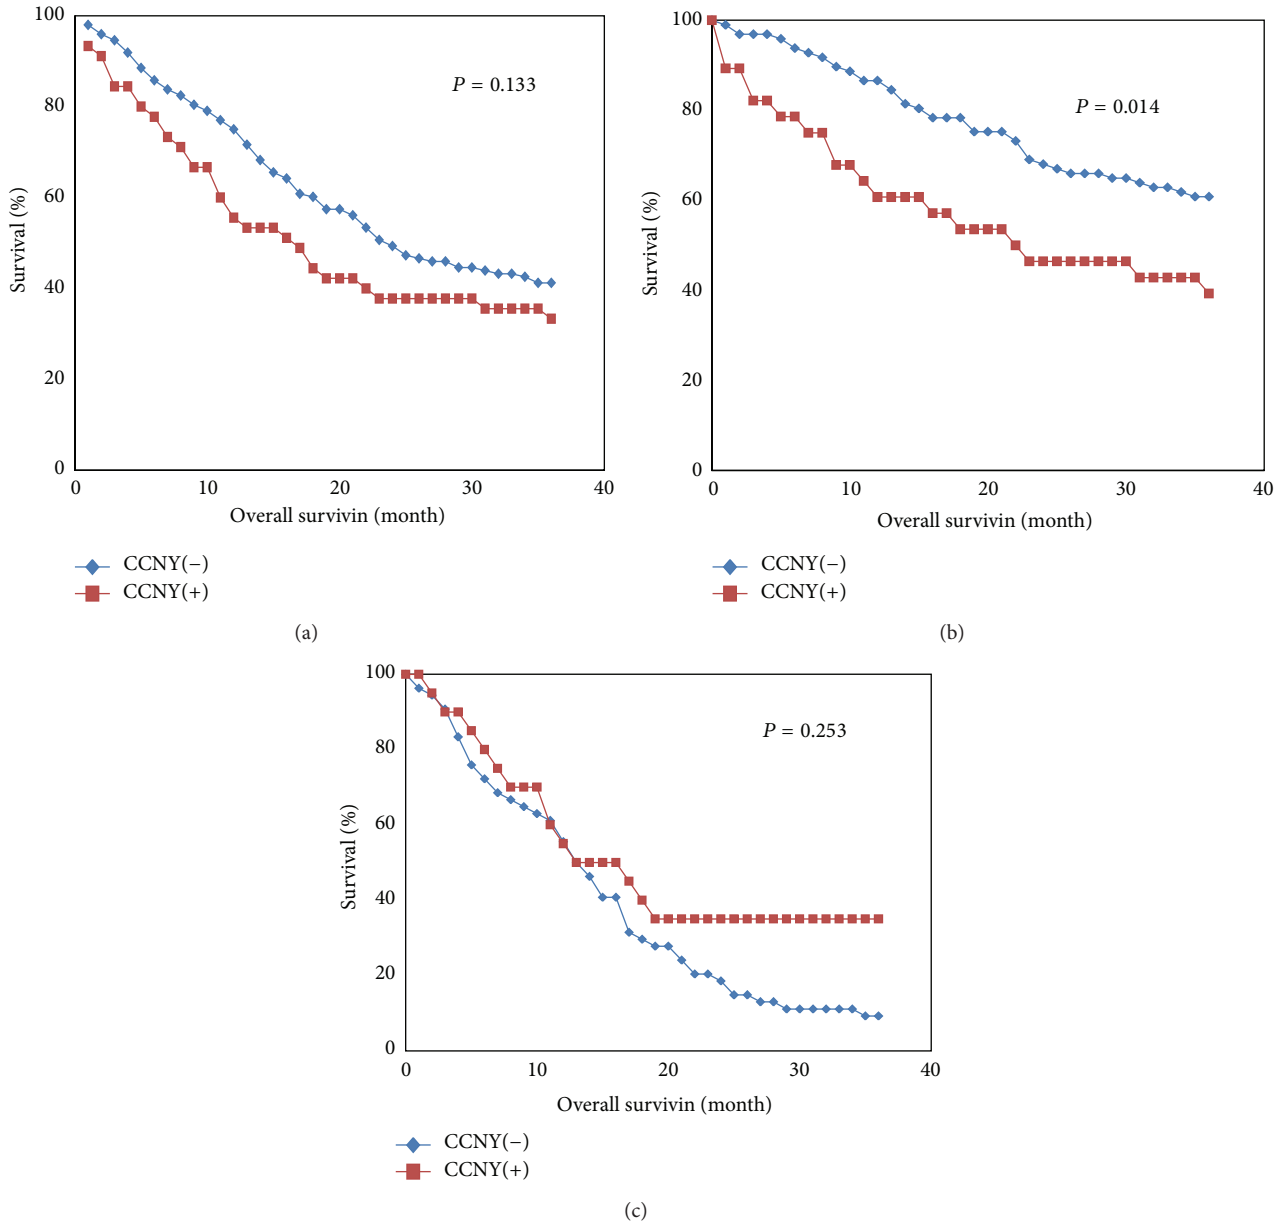 100
80
60
40
20
0
Survival (%)
P = 0.133
0 10 20 30 40
Overall survivin (month)
CCNY(−)
CCNY(+)
(a)
100
80
60
40
20
0
Survival (%)
P = 0.014
0 10 20 30 40
Overall survivin (month)
CCNY(−)
CCNY(+)
(b)
100
80
60
40
20
0
Survival (%)
P = 0.253
0 10 20 30 40
Overall survivin (month)
CCNY(−)
CCNY(+)
(c)